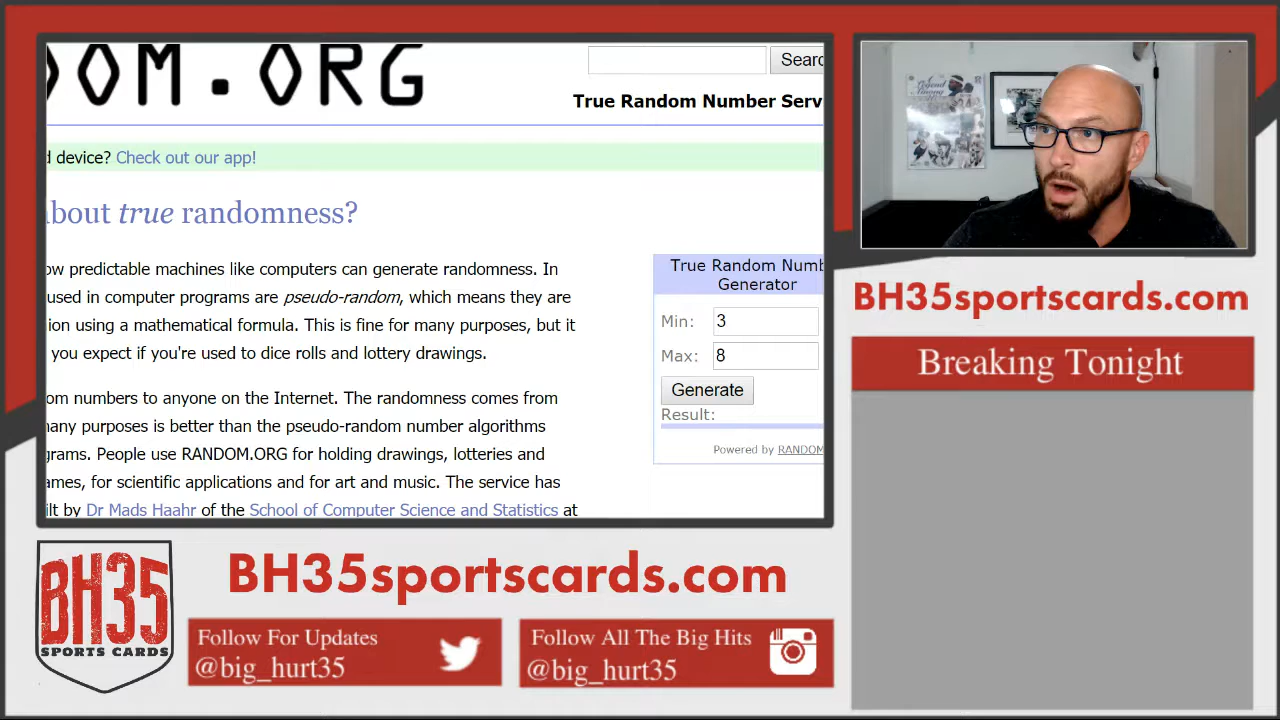 DOM.ORG
Searc
True Random Number Serv
d device? Check out our app!
about true randomness?
ow predictable machines like computers can generate randomness. In
used in computer programs are pseudo-random, which means they are
ion using a mathematical formula. This is fine for many purposes, but it
you expect if you're used to dice rolls and lottery drawings.
om numbers to anyone on the Internet. The randomness comes from
many purposes is better than the pseudo-random number algorithms
grams. People use RANDOM.ORG for holding drawings, lotteries and
ames, for scientific applications and for art and music. The service has
ilt by Dr Mads Haahr of the School of Computer Science and Statistics at
True Random Numb
Generator
Min: 3
Max: 8
Generate
Result:
Powered by RANDOM
BH35sportscards.com
Breaking Tonight
BH35
SPORTS CARDS
BH35sportscards.com
Follow For Updates
@big_hurt35
Follow All The Big Hits
@big_hurt35